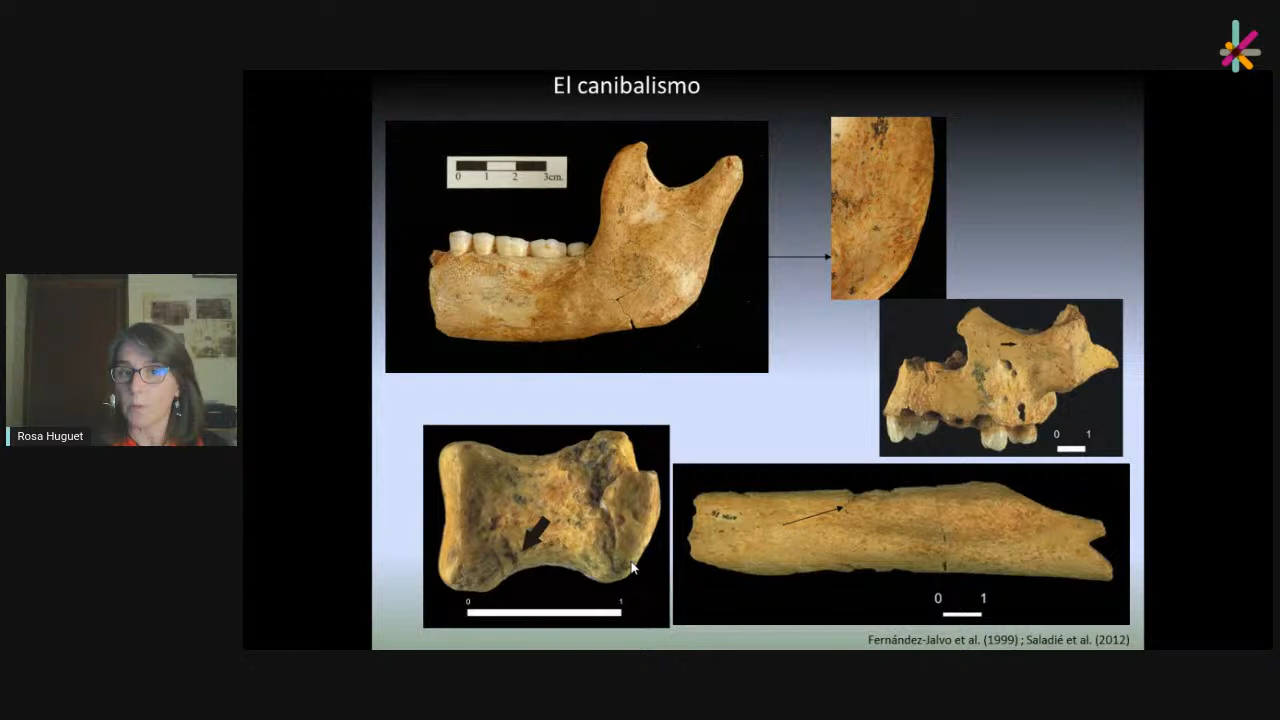 El canibalismo
0 1 2 3cm.
0 1
Rosa Huguet
0 1
0 1
Fernández-Jalvo et al. (1999) ; Saladié et al. (2012)